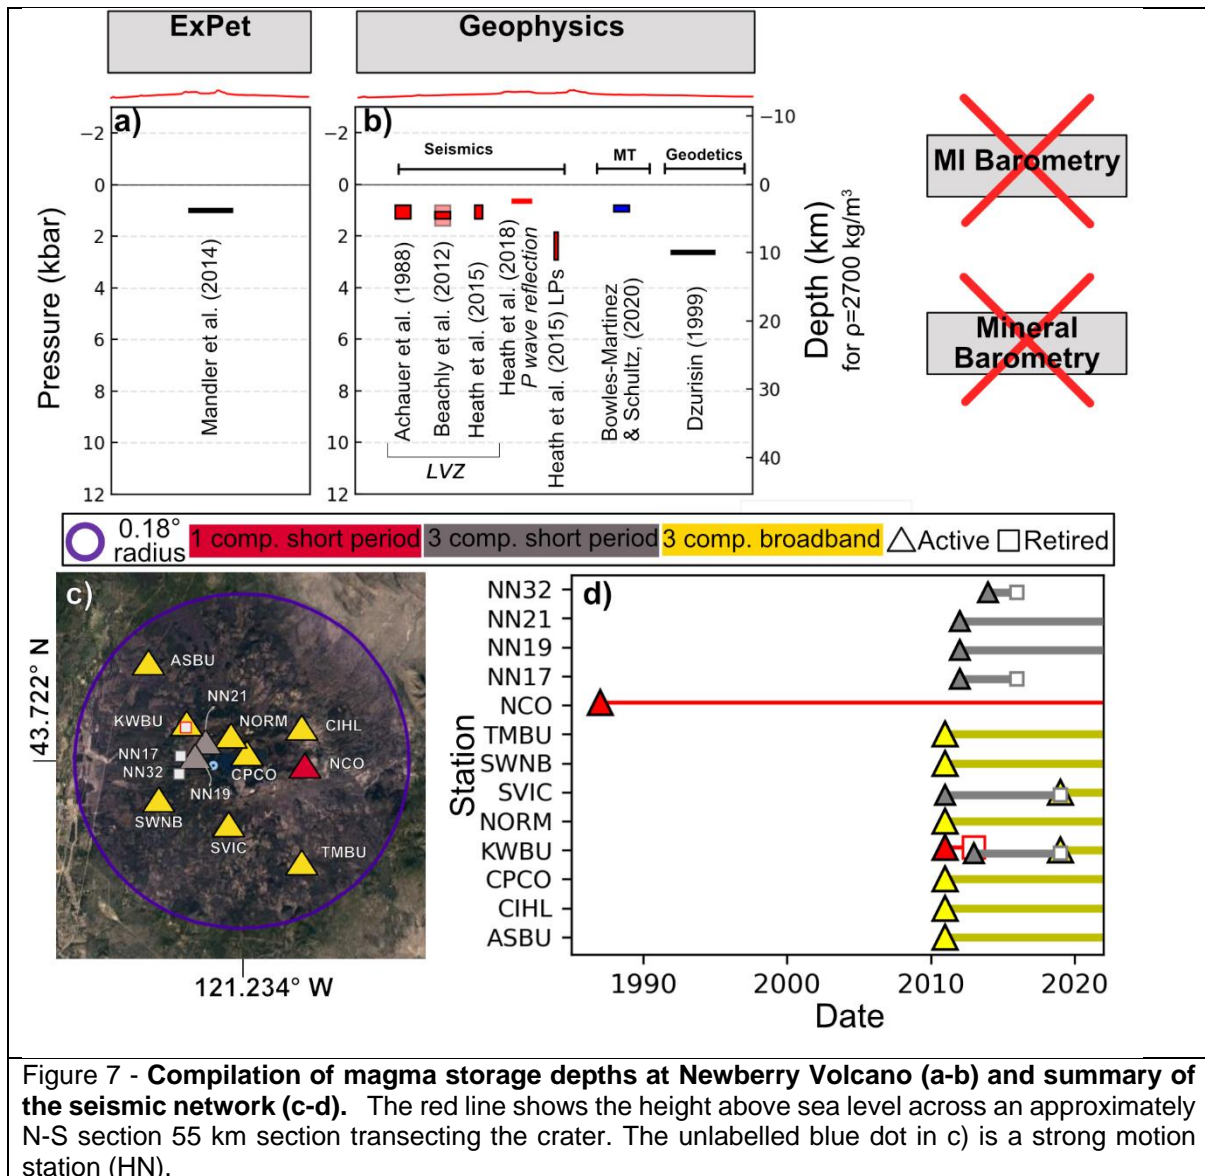 ExPet
Geophysics
a)
b)
Seismics
MT
Geodetics
−2
0
2
4
6
8
10
12
Pressure (kbar)
Mandler et al. (2014)
−2
0
2
4
6
8
10
12
Achauer et al. (1988)
Beachly et al. (2012)
Heath et al. (2015)
Heath et al. (2018)
P wave reflection
Heath et al. (2015) LPs
Bowles-Martinez
& Schultz, (2020)
Dzurisin (1999)
LVZ
−10
0
10
20
30
40
Depth (km)
for ρ=2700 kg/m³
MI Barometry
Mineral
Barometry
0.18°
radius
1 comp. short period
3 comp. short period
3 comp. broadband
Active
Retired
c)
43.722° N
121.234° W
ASBU
NN21
KWBU
NORM
CIHL
NN17
NN32
CPCO
NCO
NN19
SWNB
SVIC
TMBU
d)
Station
NN32
NN21
NN19
NN17
NCO
TMBU
SWNB
SVIC
NORM
KWBU
CPCO
CIHL
ASBU
1990
2000
2010
2020
Date
Figure 7 - Compilation of magma storage depths at Newberry Volcano (a-b) and summary of
the seismic network (c-d). The red line shows the height above sea level across an approximately
N-S section 55 km section transecting the crater. The unlabelled blue dot in c) is a strong motion
station (HN).